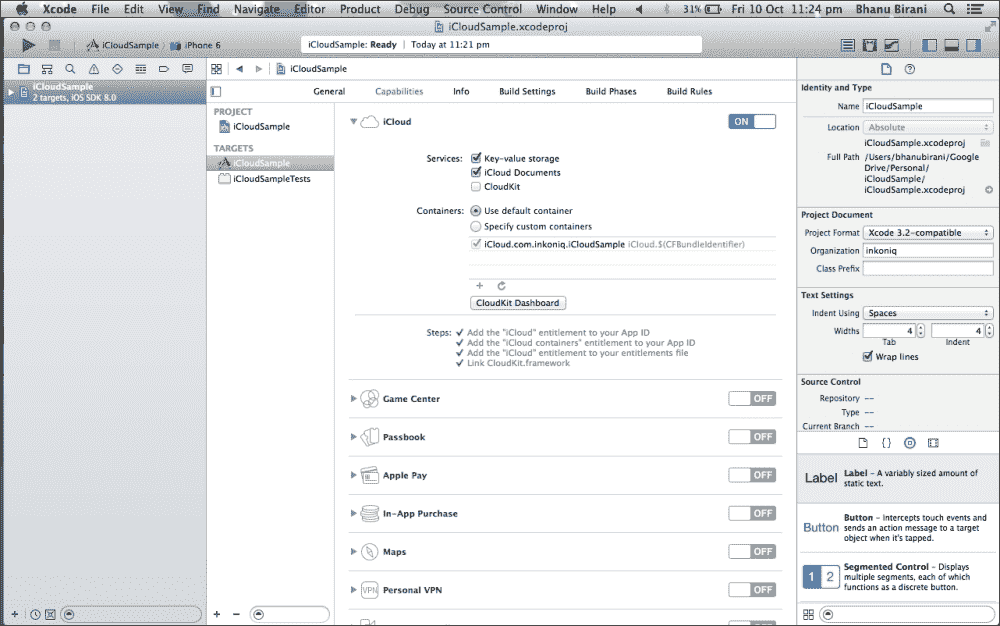 Xcode File Edit View Find Navigate Editor Product Debug Source Control Window Help 31% Fri 10 Oct 11:24 pm Bhanu Birani
iCloudSample.xcodeproj
iCloudSample iPhone 6
iCloudSample: Ready | Today at 11:21 pm
iCloudSample
iCloudSample
2 targets, iOS SDK 8.0
General Capabilities Info Build Settings Build Phases Build Rules
PROJECT
iCloudSample
TARGETS
iCloudSample
iCloudSampleTests
iCloud
ON
Services: Key-value storage
iCloud Documents
CloudKit
Containers: Use default container
Specify custom containers
iCloud.com.inkoniq.iCloudSample iCloud.$(CFBundleIdentifier)
CloudKit Dashboard
Steps: ✔ Add the "iCloud" entitlement to your App ID
✔ Add the "iCloud containers" entitlement to your App ID
✔ Add the "iCloud" entitlement to your entitlements file
✔ Link CloudKit.framework
Game Center OFF
Passbook OFF
Apple Pay OFF
In-App Purchase OFF
Maps OFF
VPN Personal VPN OFF
Identity and Type
Name iCloudSample
Location Absolute
iCloudSample.xcodeproj
Full Path /Users/bhanubirani/Google
Drive/Personal/
iCloudSample/
iCloudSample.xcodeproj
Project Document
Project Format Xcode 3.2-compatible
Organization inkoniq
Class Prefix
Text Settings
Indent Using Spaces
Widths 4 4
Tab Indent
Wrap lines
Source Control
Repository --
Type --
Current Branch --
{}
Label Label - A variably sized amount of
static text.
Button Button - Intercepts touch events and
sends an action message to a target
object when it's tapped.
1 2 Segmented Control - Displays
multiple segments, each of which
functions as a discrete button.